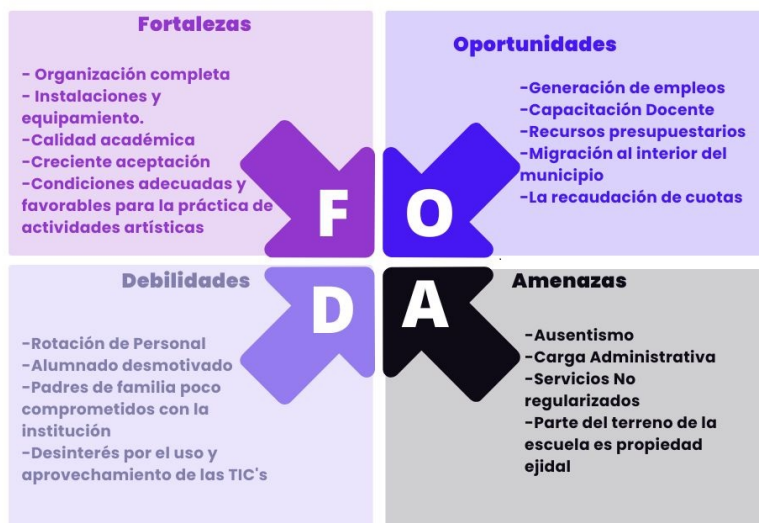 Fortalezas
- Organización completa
- Instalaciones y
equipamiento.
-Calidad académica
-Creciente aceptación
-Condiciones adecuadas y
favorables para la práctica de
actividades artísticas
F
Oportunidades
-Generación de empleos
-Capacitación Docente
-Recursos presupuestarios
-Migración al interior del
municipio
-La recaudación de cuotas
O
Debilidades
-Rotación de Personal
-Alumnado desmotivado
-Padres de familia poco
comprometidos con la
institución
-Desinterés por el uso y
aprovechamiento de las TIC's
D
Amenazas
-Ausentismo
-Carga Administrativa
-Servicios No
regularizados
-Parte del terreno de la
escuela es propiedad
ejidal
A